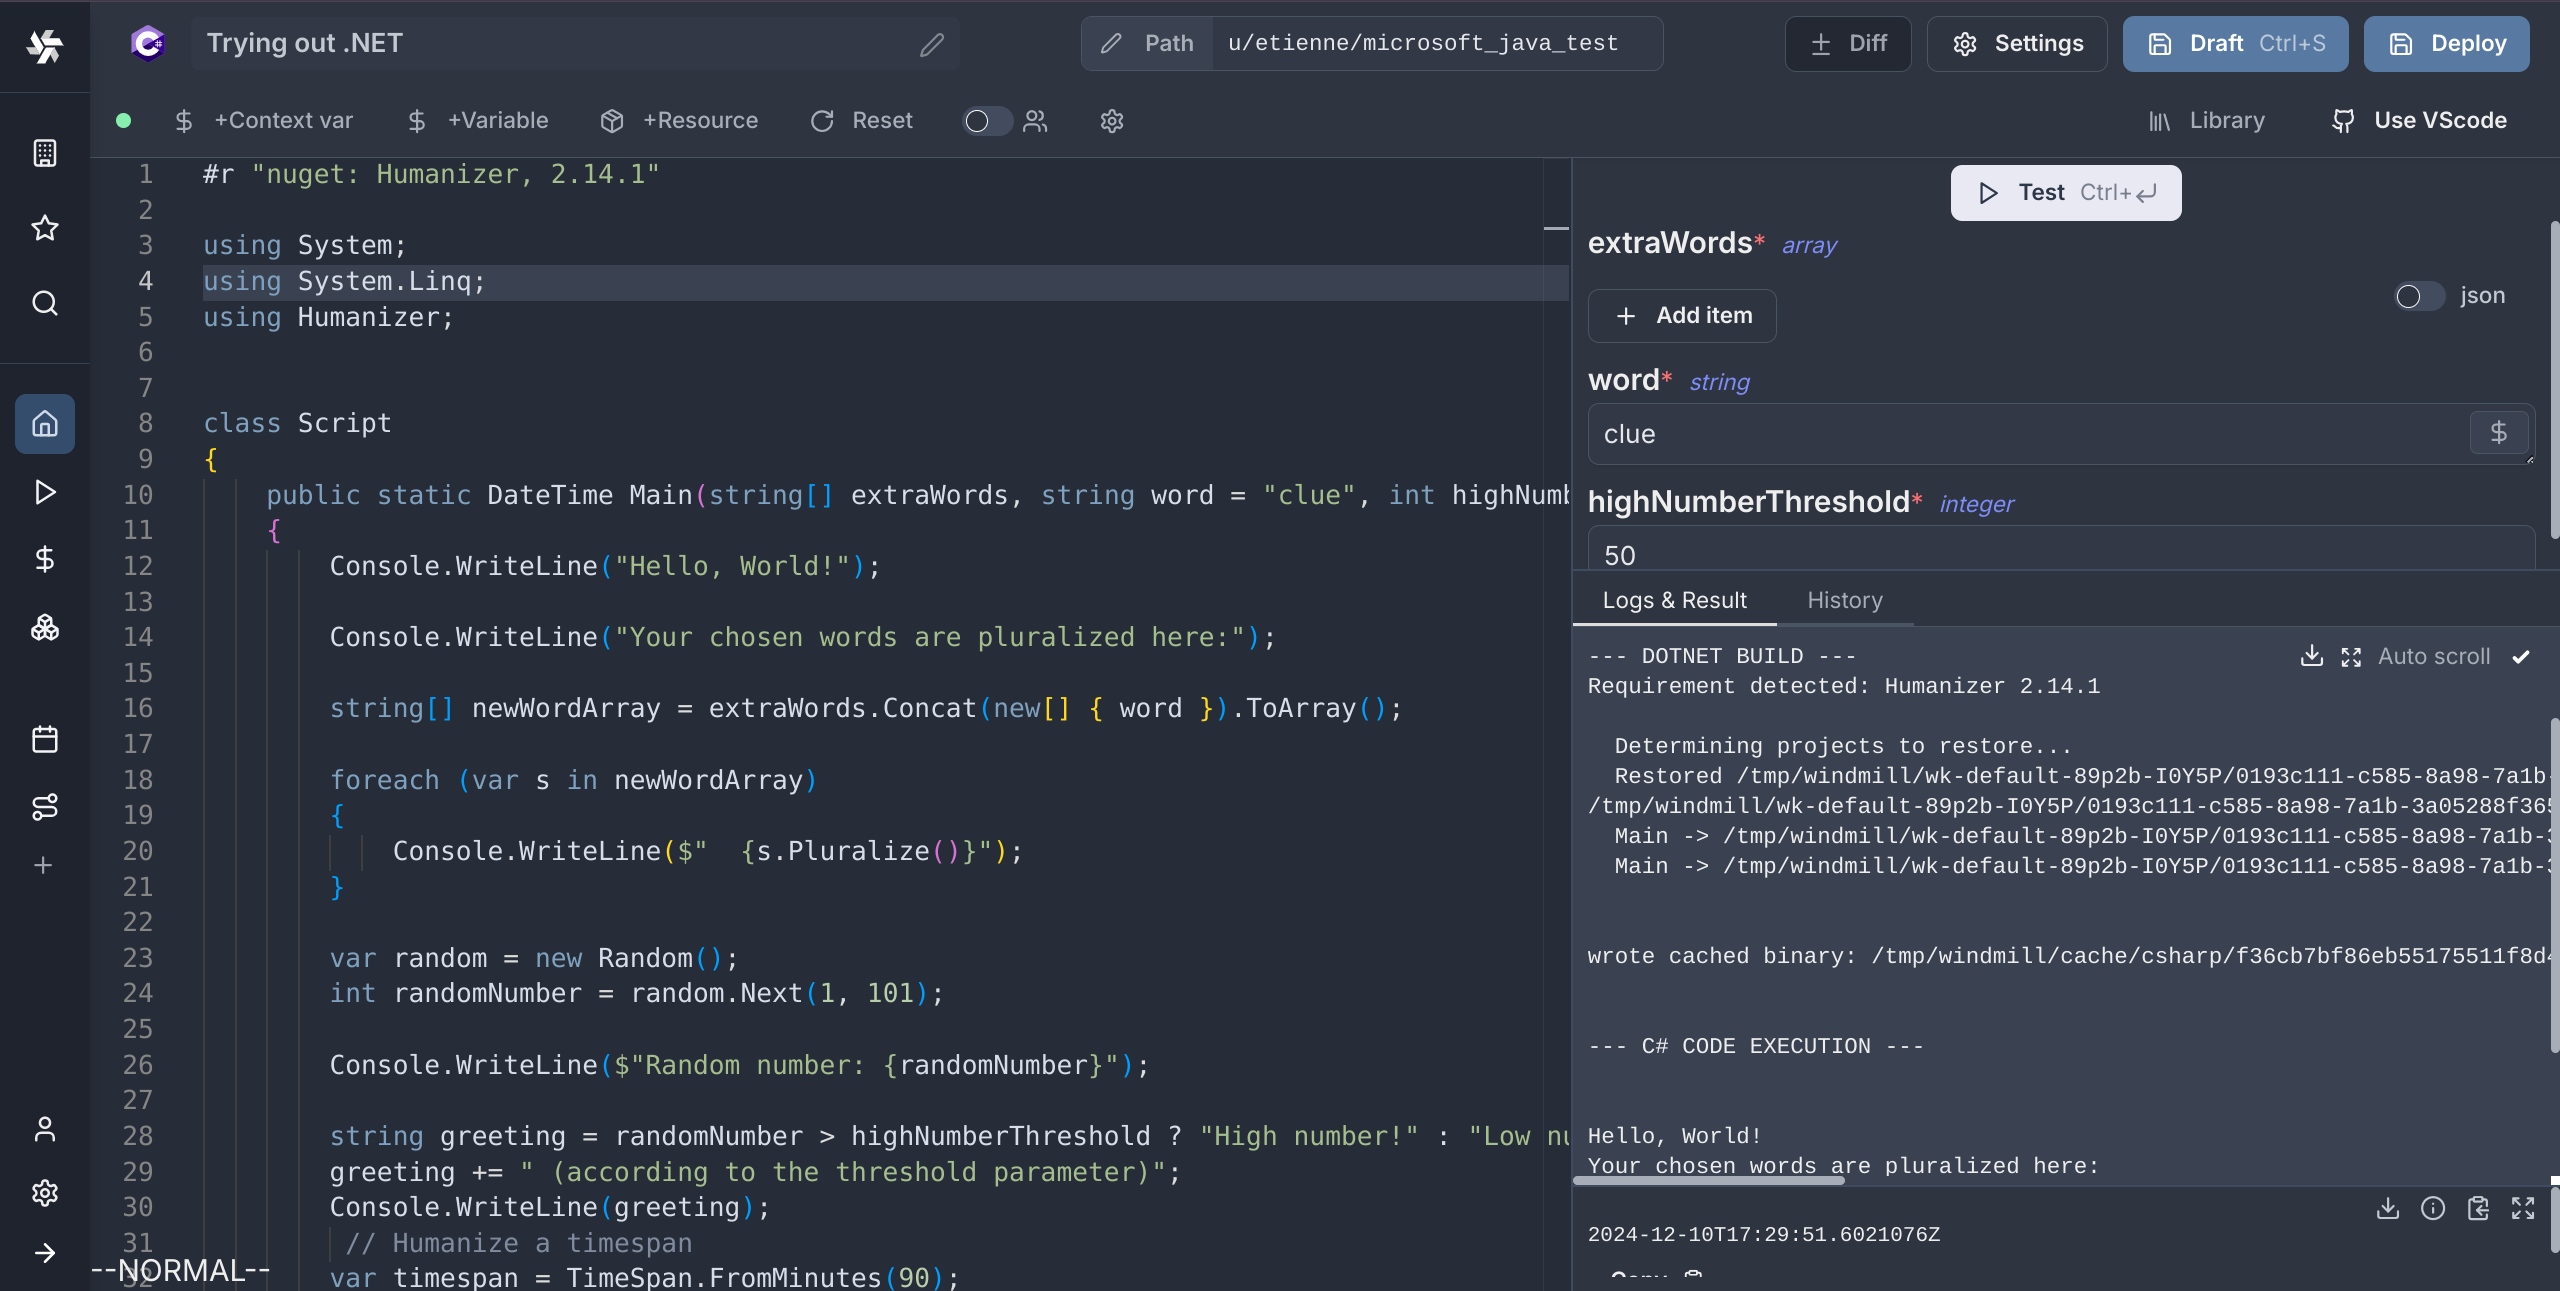 Trying out .NET
Path u/etienne/microsoft_java_test
Diff
Settings
Draft Ctrl+S
Deploy
+Context var
+Variable
+Resource
Reset
Library
Use VScode
1 #r "nuget: Humanizer, 2.14.1"
2
3 using System;
4 using System.Linq;
5 using Humanizer;
6
7
8 class Script
9 {
10 public static DateTime Main(string[] extraWords, string word = "clue", int highNumb
11 {
12 Console.WriteLine("Hello, World!");
13
14 Console.WriteLine("Your chosen words are pluralized here:");
15
16 string[] newWordArray = extraWords.Concat(new[] { word }).ToArray();
17
18 foreach (var s in newWordArray)
19 {
20 Console.WriteLine($"  {s.Pluralize()}");
21 }
22
23 var random = new Random();
24 int randomNumber = random.Next(1, 101);
25
26 Console.WriteLine($"Random number: {randomNumber}");
27
28 string greeting = randomNumber > highNumberThreshold ? "High number!" : "Low nu
29 greeting += " (according to the threshold parameter)";
30 Console.WriteLine(greeting);
31 // Humanize a timespan
32 var timespan = TimeSpan.FromMinutes(90);
--NORMAL--
Test Ctrl+
extraWords* array
json
Add item
word* string
clue
highNumberThreshold* integer
50
Logs & Result
History
Auto scroll
--- DOTNET BUILD ---
Requirement detected: Humanizer 2.14.1
Determining projects to restore...
Restored /tmp/windmill/wk-default-89p2b-I0Y5P/0193c111-c585-8a98-7a1b-
/tmp/windmill/wk-default-89p2b-I0Y5P/0193c111-c585-8a98-7a1b-3a05288f365
Main -> /tmp/windmill/wk-default-89p2b-I0Y5P/0193c111-c585-8a98-7a1b-3
Main -> /tmp/windmill/wk-default-89p2b-I0Y5P/0193c111-c585-8a98-7a1b-3
wrote cached binary: /tmp/windmill/cache/csharp/f36cb7bf86eb55175511f8d4
--- C# CODE EXECUTION ---
Hello, World!
Your chosen words are pluralized here:
2024-12-10T17:29:51.6021076Z
Copy